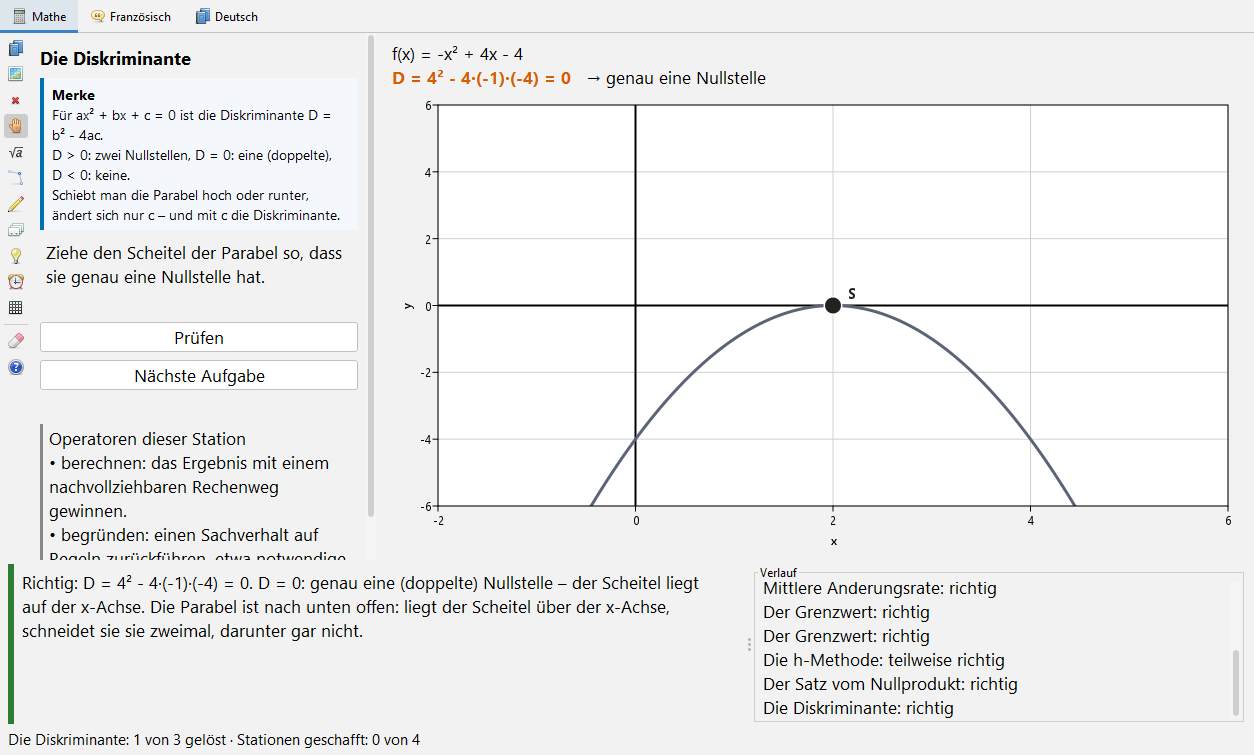 Mathe
Französisch
Deutsch
Die Diskriminante
Merke
Für ax² + bx + c = 0 ist die Diskriminante D =
b² - 4ac.
D > 0: zwei Nullstellen, D = 0: eine (doppelte),
D < 0: keine.
Schiebt man die Parabel hoch oder runter,
ändert sich nur c – und mit c die Diskriminante.
Ziehe den Scheitel der Parabel so, dass
sie genau eine Nullstelle hat.
Prüfen
Nächste Aufgabe
Operatoren dieser Station
• berechnen: das Ergebnis mit einem
nachvollziehbaren Rechenweg
gewinnen.
• begründen: einen Sachverhalt auf
Regeln zurückführen, etwa notwendige
√a
?
f(x) = -x² + 4x - 4
D = 4² - 4·(-1)·(-4) = 0 → genau eine Nullstelle
6
4
2
0
-2
-4
-6
y
S
-2
0
2
4
6
x
Richtig: D = 4² - 4·(-1)·(-4) = 0. D = 0: genau eine (doppelte) Nullstelle – der Scheitel liegt
auf der x-Achse. Die Parabel ist nach unten offen: liegt der Scheitel über der x-Achse,
schneidet sie sie zweimal, darunter gar nicht.
Verlauf
Mittlere Änderungsrate: richtig
Der Grenzwert: richtig
Der Grenzwert: richtig
Die h-Methode: teilweise richtig
Der Satz vom Nullprodukt: richtig
Die Diskriminante: richtig
Die Diskriminante: 1 von 3 gelöst · Stationen geschafft: 0 von 4